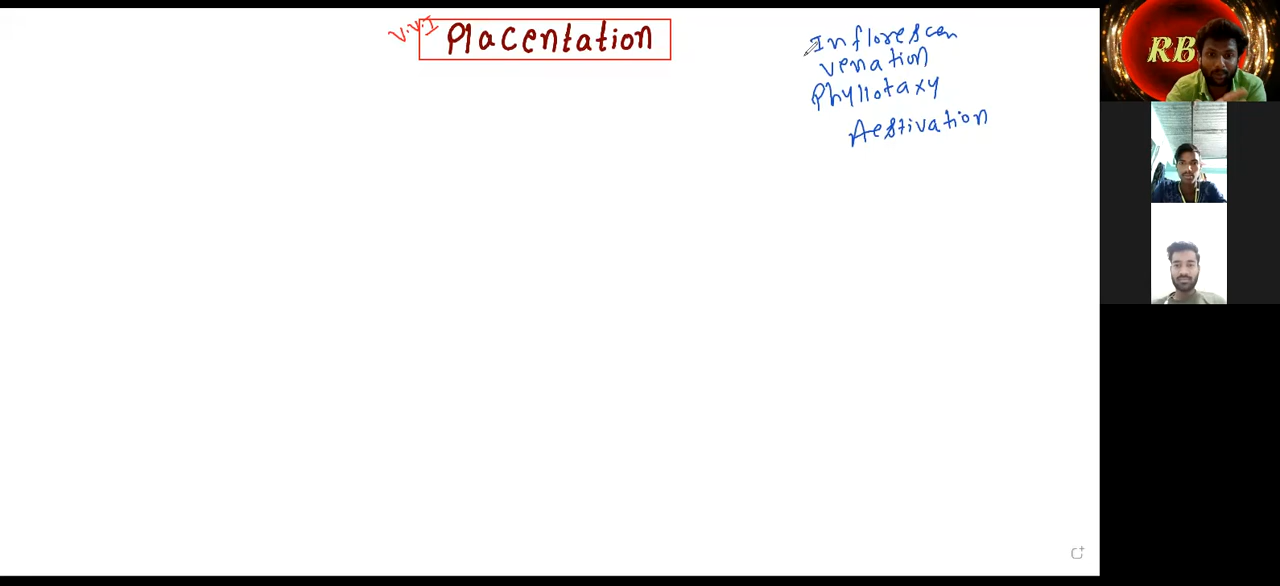 V.V.I Placentation
Inflorescen
Venation
Phyllotaxy
Aestivation
RB